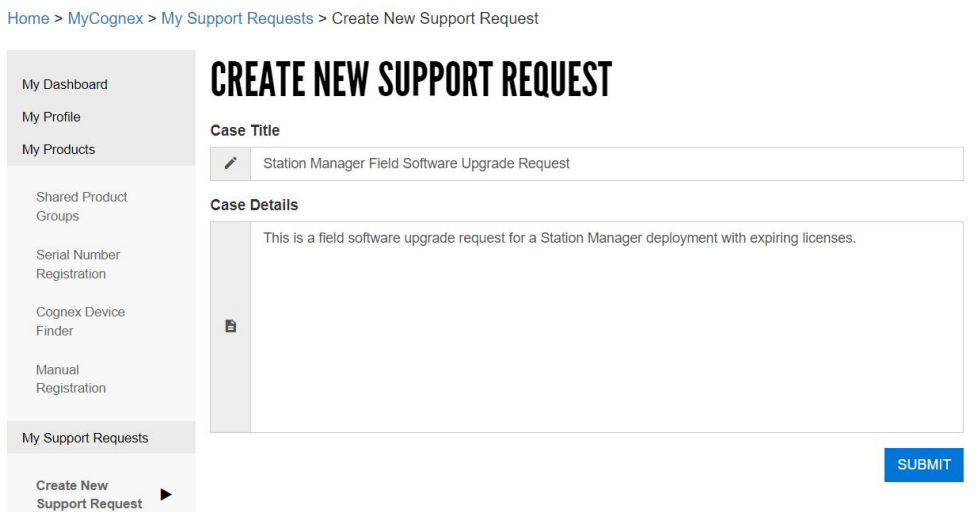 Home > MyCognex > My Support Requests > Create New Support Request
My Dashboard
My Profile
My Products
Shared Product
Groups
Serial Number
Registration
Cognex Device
Finder
Manual
Registration
My Support Requests
Create New
Support Request
CREATE NEW SUPPORT REQUEST
Case Title
Station Manager Field Software Upgrade Request
Case Details
This is a field software upgrade request for a Station Manager deployment with expiring licenses.
SUBMIT